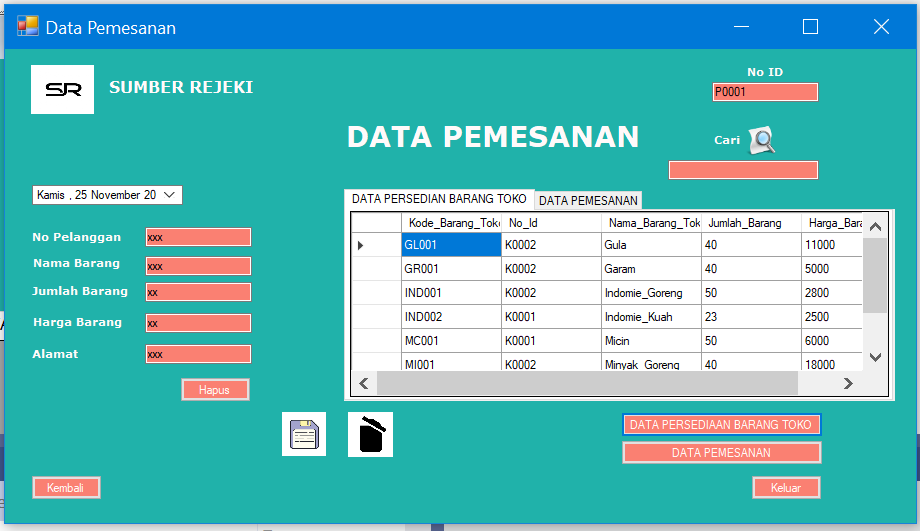 Data Pemesanan
SR
SUMBER REJEKI
No ID
P0001
DATA PEMESANAN
Cari
Kamis , 25 November 20
DATA PERSEDIAN BARANG TOKO
DATA PEMESANAN
No Pelanggan xxx
Nama Barang xxx
Jumlah Barang xx
Harga Barang xx
Alamat xxx
Hapus
Kode_Barang_Toko No_Id Nama_Barang_Tok Jumlah_Barang Harga_Bara
GL001 K0002 Gula 40 11000
GR001 K0002 Garam 40 5000
IND001 K0002 Indomie_Goreng 50 2800
IND002 K0001 Indomie_Kuah 23 2500
MC001 K0001 Micin 50 6000
MI001 K0002 Minyak_Goreng 40 18000
DATA PERSEDIAAN BARANG TOKO
DATA PEMESANAN
Kembali
Keluar